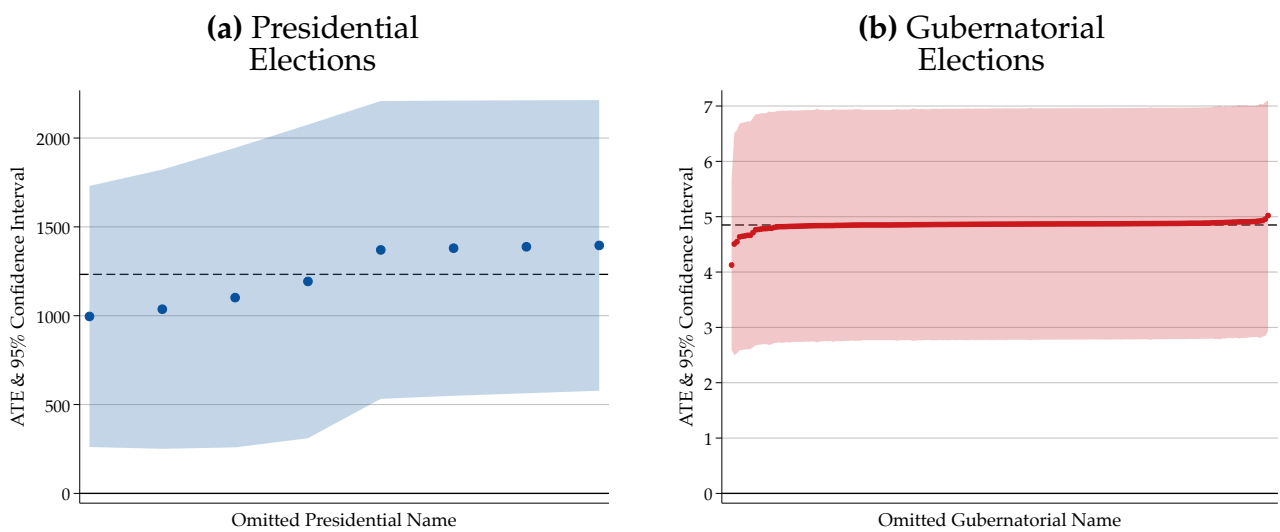 (a) Presidential
Elections
ATE & 95% Confidence Interval
2000
1500
1000
500
0
Omitted Presidential Name
(b) Gubernatorial
Elections
ATE & 95% Confidence Interval
7
6
5
4
3
2
1
0
Omitted Gubernatorial Name